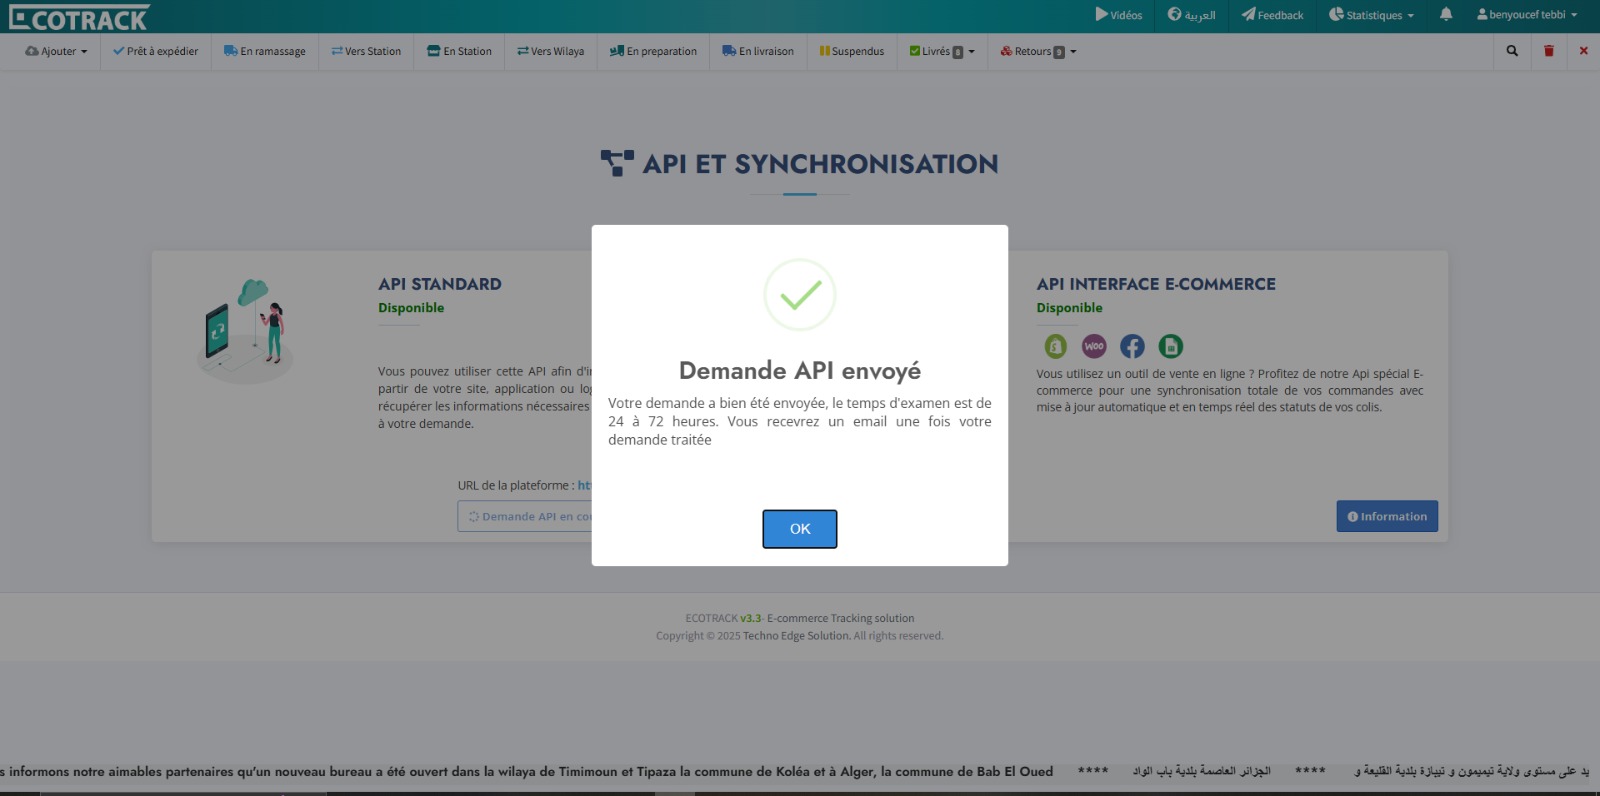 ECOTRACK
Vidéos العربية Feedback Statistiques benyoucef tebbi
Ajouter Prêt à expédier En ramassage Vers Station En Station Vers Wilaya En preparation En livraison Suspendus Livrés 8 Retours 9
API ET SYNCHRONISATION
API STANDARD
Disponible
Vous pouvez utiliser cette API afin d'i
partir de votre site, application ou lo
récupérer les informations nécessaires
à votre demande.
URL de la plateforme : ht
Demande API en co
Demande API envoyé
Votre demande a bien été envoyée, le temps d'examen est de
24 à 72 heures. Vous recevrez un email une fois votre
demande traitée
OK
API INTERFACE E-COMMERCE
Disponible
WOO
Vous utilisez un outil de vente en ligne ? Profitez de notre Api spécial E-
commerce pour une synchronisation totale de vos commandes avec
mise à jour automatique et en temps réel des statuts de vos colis.
Information
ECOTRACK v3.3- E-commerce Tracking solution
Copyright © 2025 Techno Edge Solution. All rights reserved.
s informons notre aimables partenaires qu'un nouveau bureau a été ouvert dans la wilaya de Timimoun et Tipaza la commune de Koléa et à Alger, la commune de Bab El Oued **** الجزائر العاصمة بلدية باب الواد **** يد على مستوى ولاية تيميمون و تيبازة بلدية القليعة و